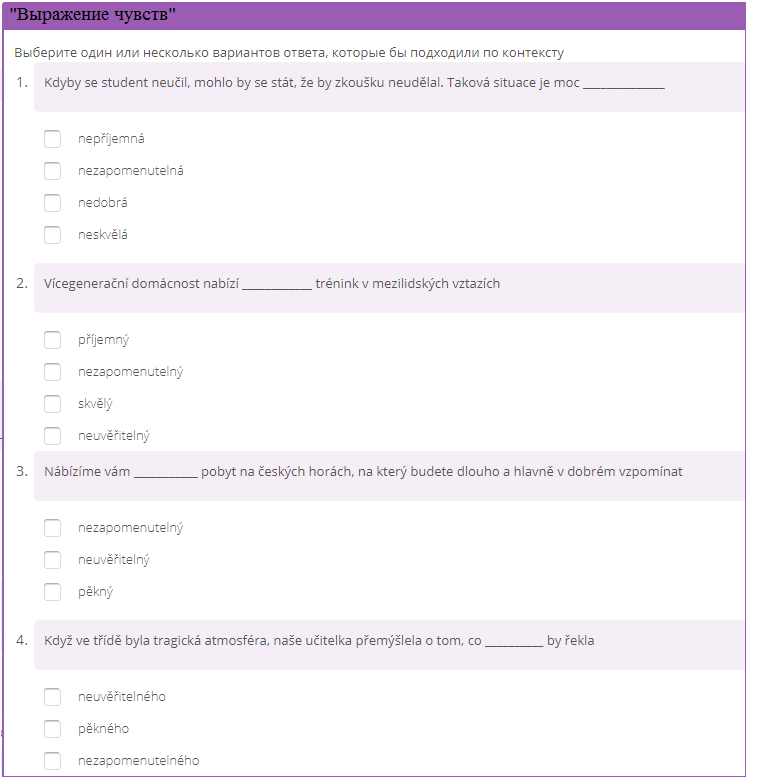 "Выражение чувств"
Выберите один или несколько вариантов ответа, которые бы подходили по контексту
1. Kdyby se student neučil, mohlo by se stát, že by zkoušku neudělal. Taková situace je moc ______________
nepříjemná
nezapomenutelná
nedobrá
neskvělá
2. Vícegenerační domácnost nabízí ____________ trénink v mezilidských vztazích
příjemný
nezapomenutelný
skvělý
neuvěřitelný
3. Nábízíme vám ___________ pobyt na českých horách, na který budete dlouho a hlavně v dobrém vzpomínat
nezapomenutelný
neuvěřitelný
pěkný
4. Když ve třídě byla tragická atmosféra, naše učitelka přemýšlela o tom, co __________ by řekla
neuvěřitelného
pěkného
nezapomenutelného